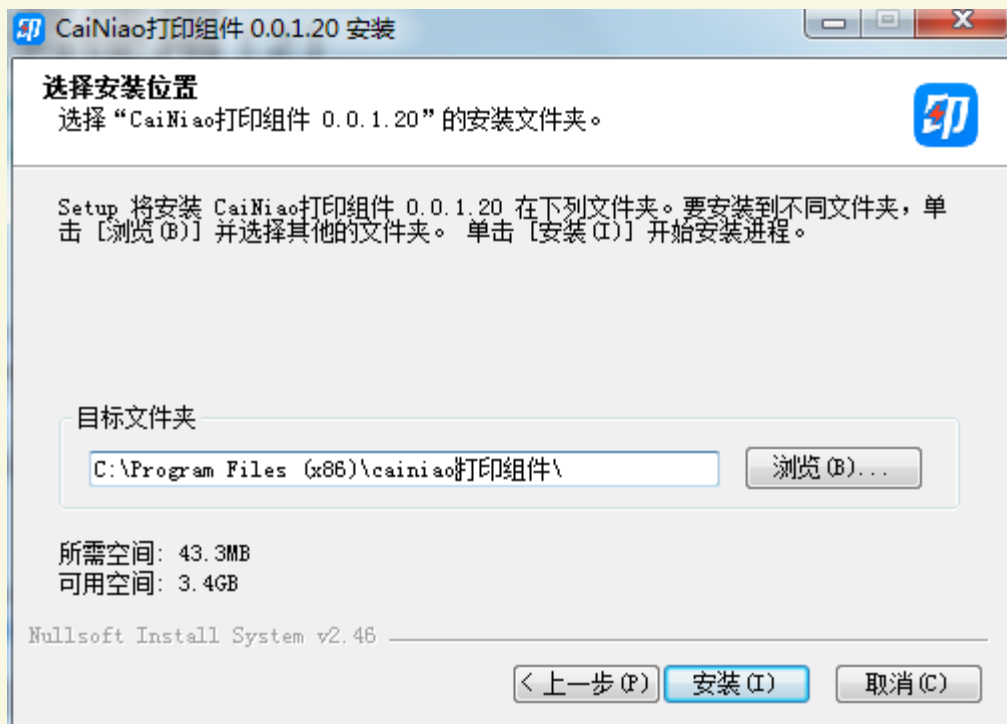 CaiNiao打印组件 0.0.1.20 安装
选择安装位置
选择“CaiNiao打印组件 0.0.1.20”的安装文件夹。
Setup 将安装 CaiNiao打印组件 0.0.1.20 在下列文件夹。要安装到不同文件夹，单
击 [浏览(B)] 并选择其他的文件夹。 单击 [安装(I)] 开始安装进程。
目标文件夹
C:\Program Files (x86)\cainiao打印组件\
浏览(B)...
所需空间: 43.3MB
可用空间: 3.4GB
Nullsoft Install System v2.46
< 上一步(P)
安装(I)
取消(C)